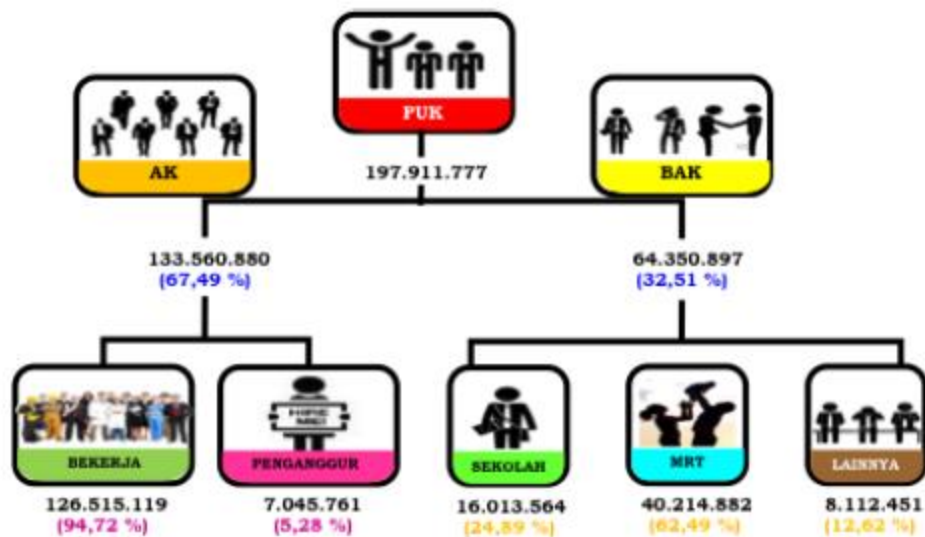 PUK
AK
BAK
197.911.777
133.560.880
(67,49 %)
64.350.897
(32,51 %)
HIRE
ME!
BEKERJA
PENGANGGUR
SEKOLAH
MRT
LAINNYA
126.515.119
(94,72 %)
7.045.761
(5,28 %)
16.013.564
(24,89 %)
40.214.882
(62,49 %)
8.112.451
(12,62 %)